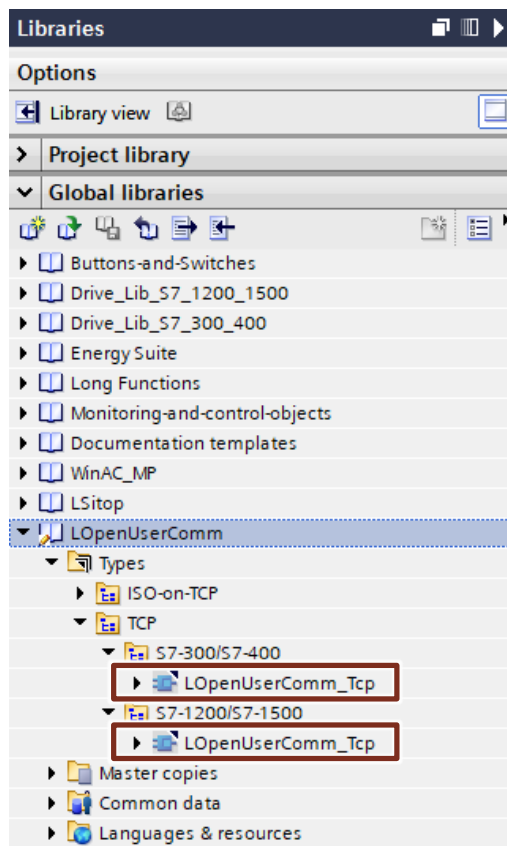 Libraries
Options
Library view
Project library
Global libraries
Buttons-and-Switches
Drive_Lib_S7_1200_1500
Drive_Lib_S7_300_400
Energy Suite
Long Functions
Monitoring-and-control-objects
Documentation templates
WinAC_MP
LSitop
LOpenUserComm
Types
ISO-on-TCP
TCP
S7-300/S7-400
LOpenUserComm_Tcp
S7-1200/S7-1500
LOpenUserComm_Tcp
Master copies
Common data
Languages & resources